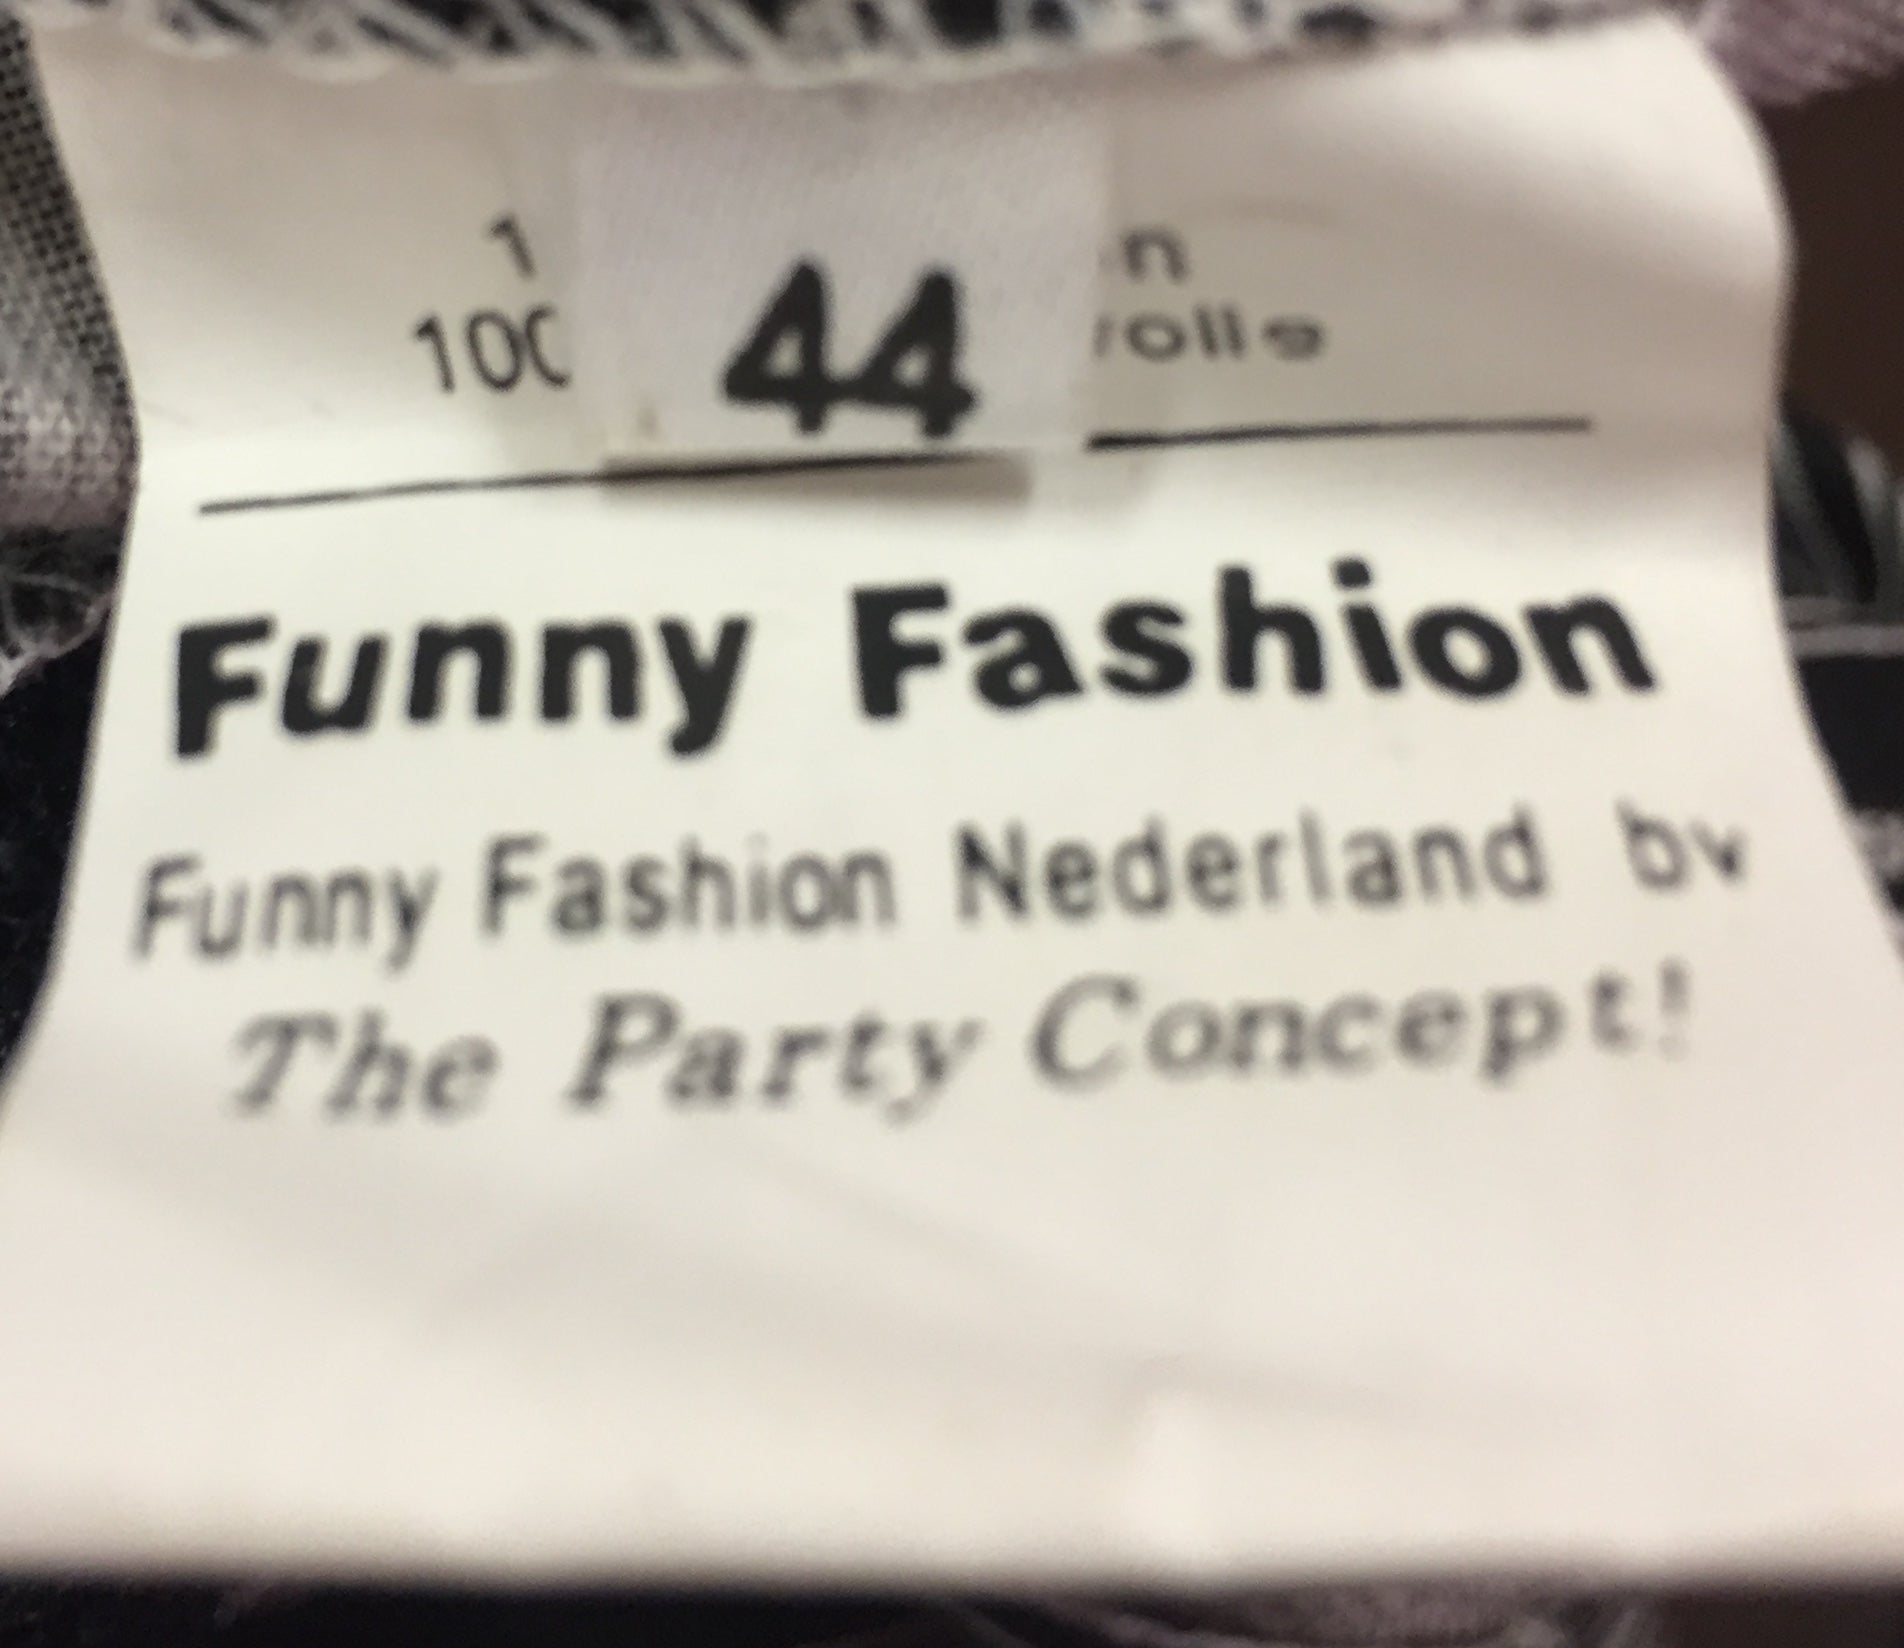 44
Funny Fashion
Funny Fashion Nederland bv
The Party Concept!